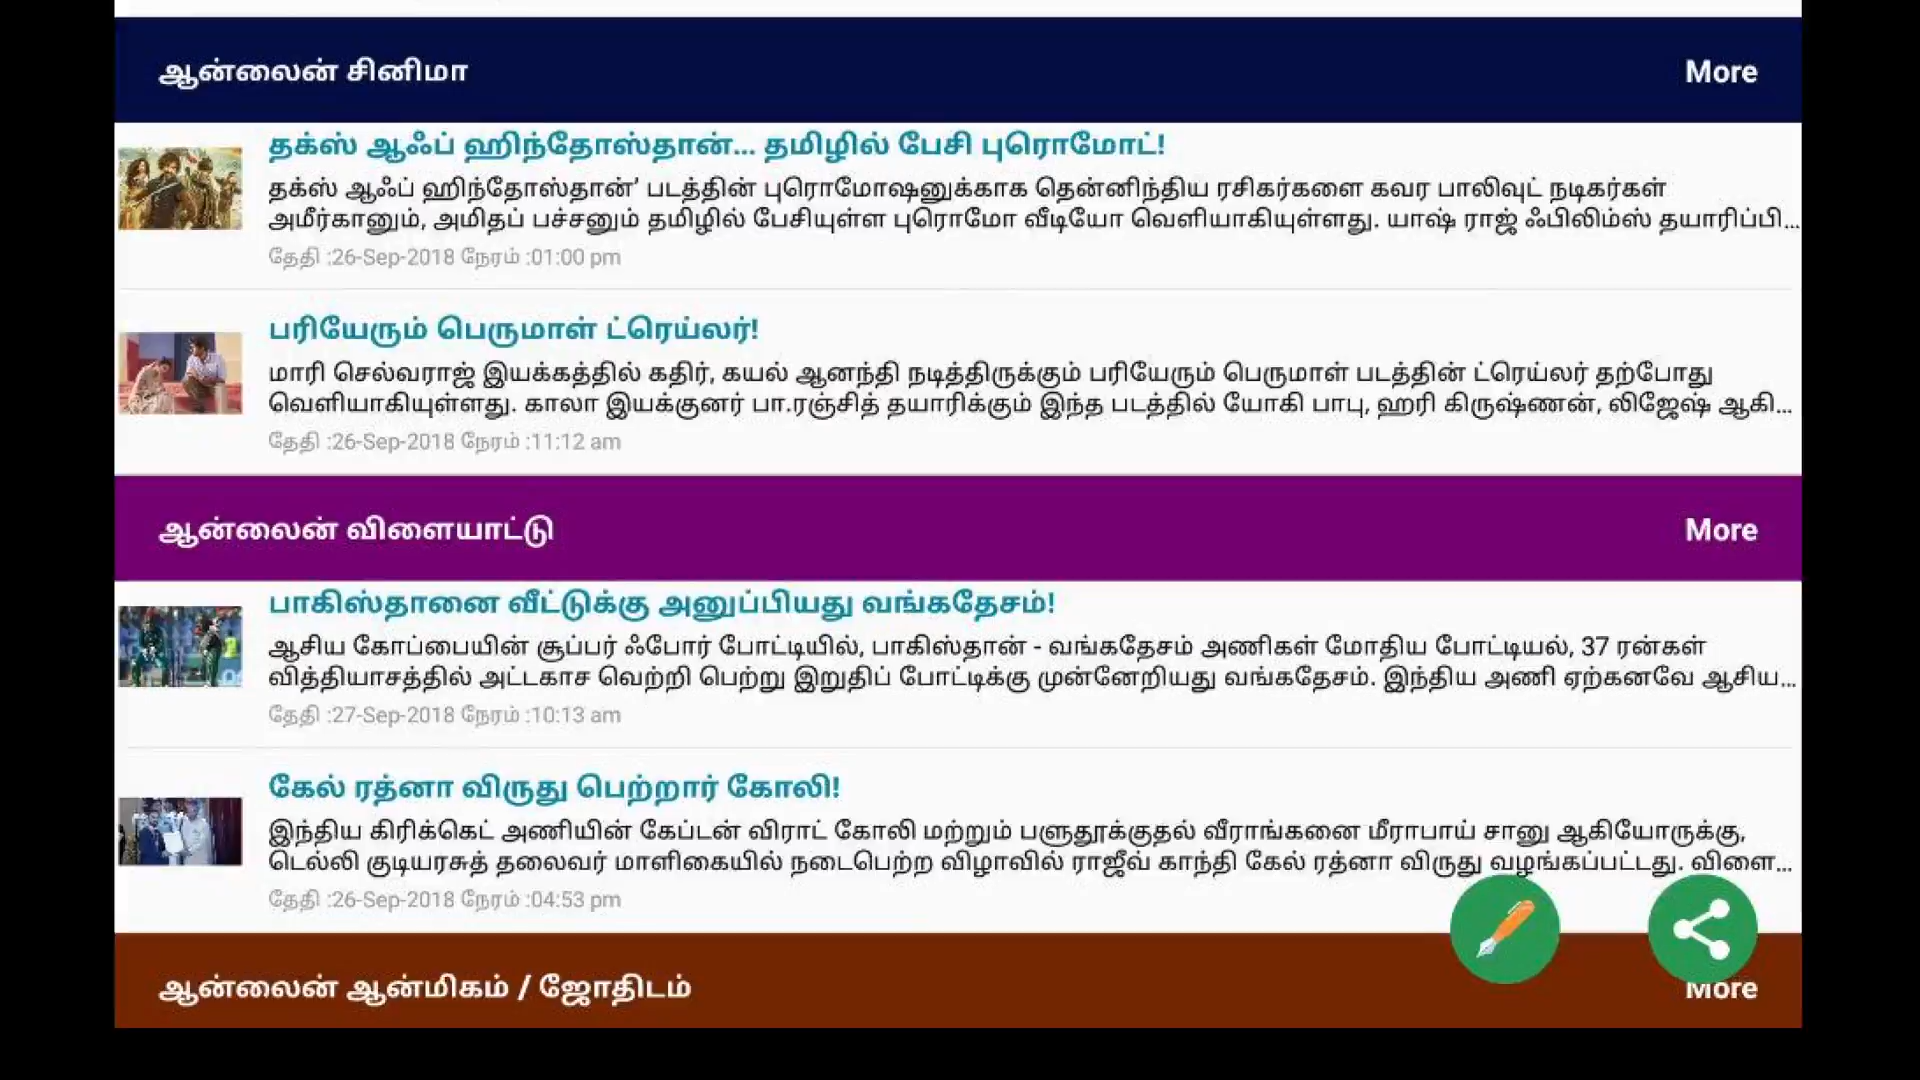 ஆன்லைன் சினிமா More
தக்ஸ் ஆஃப் ஹிந்தோஸ்தான்... தமிழில் பேசி புரொமோட்!
தக்ஸ் ஆஃப் ஹிந்தோஸ்தான்’ படத்தின் புரொமோஷனுக்காக தென்னிந்திய ரசிகர்களை கவர பாலிவுட் நடிகர்கள்
அமீர்கானும், அமிதப் பச்சனும் தமிழில் பேசியுள்ள புரொமோ வீடியோ வெளியாகியுள்ளது. யாஷ் ராஜ் ஃபிலிம்ஸ் தயாரிப்பி...
தேதி :26-Sep-2018 நேரம் :01:00 pm
பரியேரும் பெருமாள் ட்ரெய்லர்!
மாரி செல்வராஜ் இயக்கத்தில் கதிர், கயல் ஆனந்தி நடித்திருக்கும் பரியேரும் பெருமாள் படத்தின் ட்ரெய்லர் தற்போது
வெளியாகியுள்ளது. காலா இயக்குனர் பா.ரஞ்சித் தயாரிக்கும் இந்த படத்தில் யோகி பாபு, ஹரி கிருஷ்ணன், லிஜேஷ் ஆகி...
தேதி :26-Sep-2018 நேரம் :11:12 am
ஆன்லைன் விளையாட்டு More
பாகிஸ்தானை வீட்டுக்கு அனுப்பியது வங்கதேசம்!
ஆசிய கோப்பையின் சூப்பர் ஃபோர் போட்டியில், பாகிஸ்தான் - வங்கதேசம் அணிகள் மோதிய போட்டியல், 37 ரன்கள்
வித்தியாசத்தில் அட்டகாச வெற்றி பெற்று இறுதிப் போட்டிக்கு முன்னேறியது வங்கதேசம். இந்திய அணி ஏற்கனவே ஆசிய...
தேதி :27-Sep-2018 நேரம் :10:13 am
கேல் ரத்னா விருது பெற்றார் கோலி!
இந்திய கிரிக்கெட் அணியின் கேப்டன் விராட் கோலி மற்றும் பளுதூக்குதல் வீராங்கனை மீராபாய் சானு ஆகியோருக்கு,
டெல்லி குடியரசுத் தலைவர் மாளிகையில் நடைபெற்ற விழாவில் ராஜீவ் காந்தி கேல் ரத்னா விருது வழங்கப்பட்டது. விளை...
தேதி :26-Sep-2018 நேரம் :04:53 pm
ஆன்லைன் ஆன்மிகம் / ஜோதிடம் More